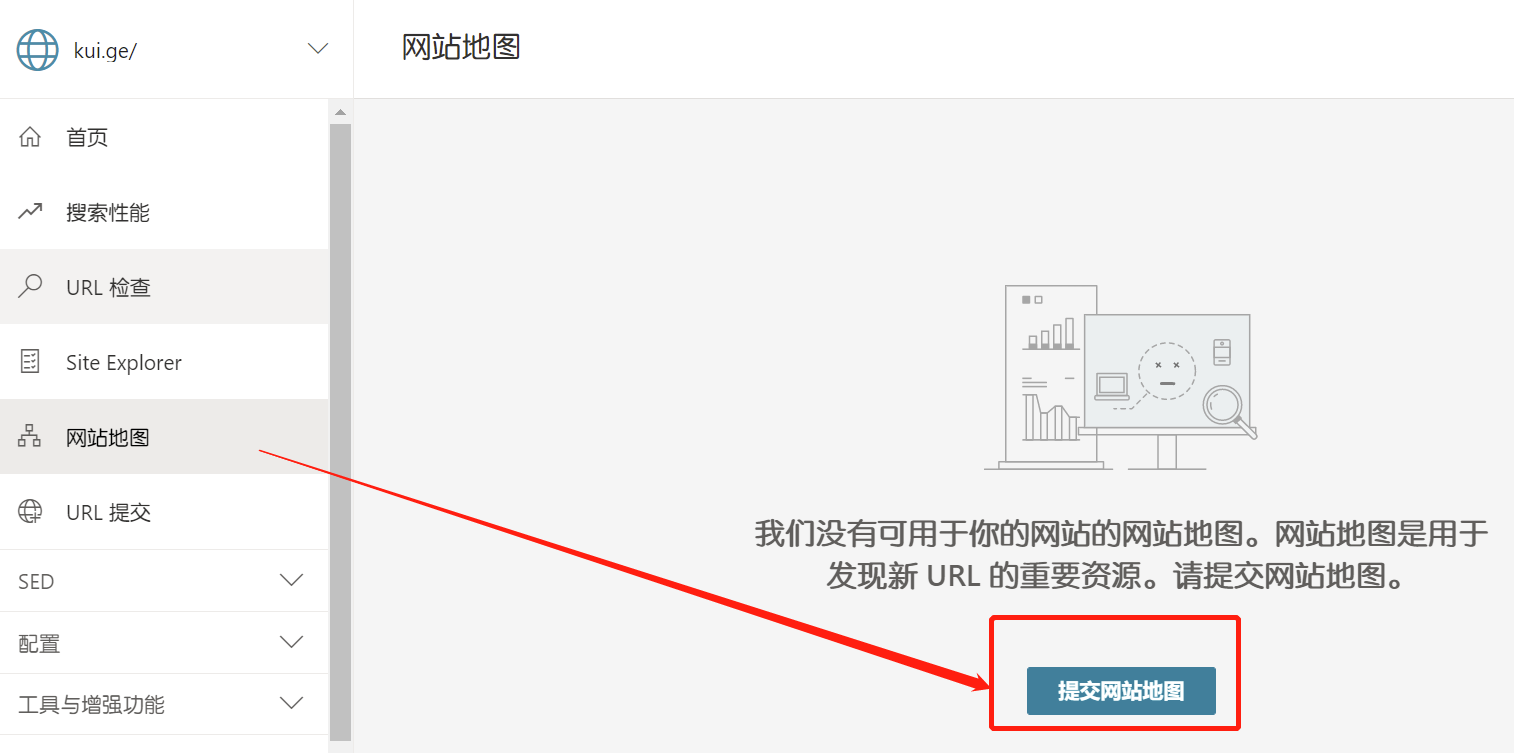 kui.ge/
网站地图
首页
搜索性能
URL 检查
Site Explorer
网站地图
URL 提交
SED
配置
工具与增强功能
我们没有可用于你的网站的网站地图。网站地图是用于
发现新 URL 的重要资源。请提交网站地图。
提交网站地图